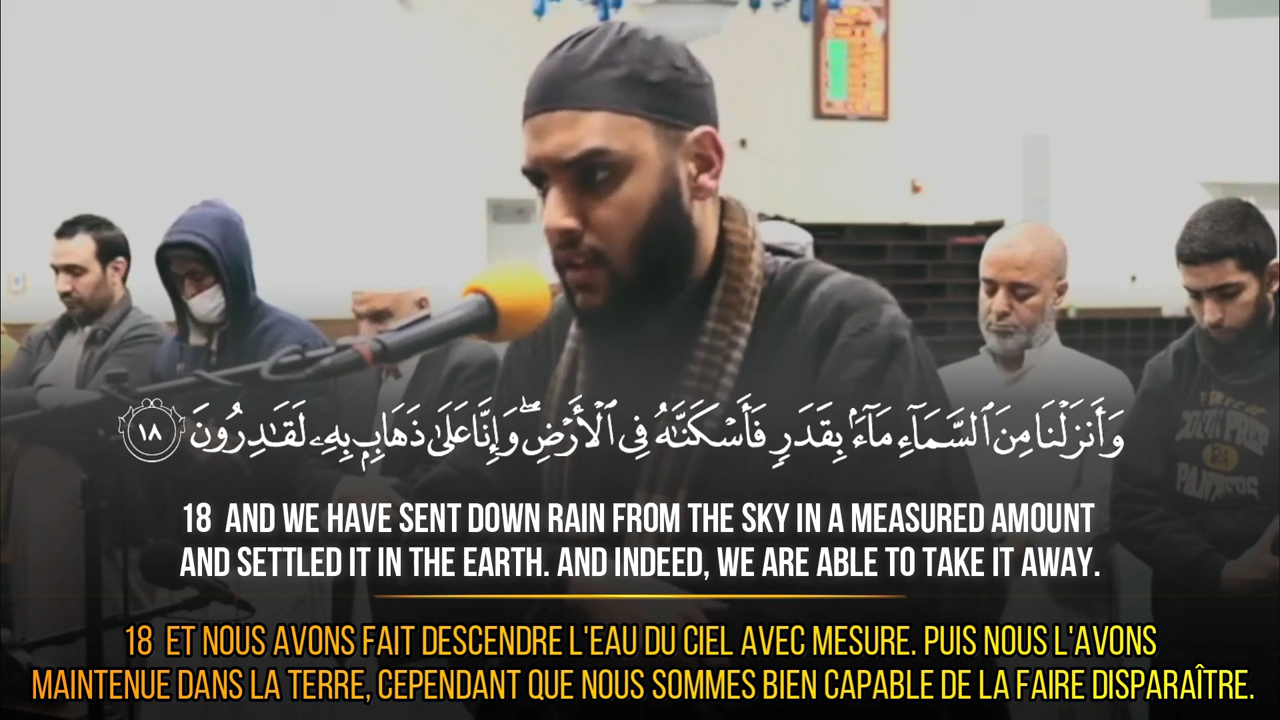 وَأَنزَلْنَا مِنَ ٱلسَّمَآءِ مَآءًۢ بِقَدَرٍ فَأَسْكَنَّـٰهُ فِى ٱلْأَرْضِ ۖ وَإِنَّا عَلَىٰ ذَهَابٍۭ بِهِۦ لَقَـٰدِرُونَ ١٨
18 AND WE HAVE SENT DOWN RAIN FROM THE SKY IN A MEASURED AMOUNT
AND SETTLED IT IN THE EARTH. AND INDEED, WE ARE ABLE TO TAKE IT AWAY.
18 ET NOUS AVONS FAIT DESCENDRE L'EAU DU CIEL AVEC MESURE. PUIS NOUS L'AVONS
MAINTENUE DANS LA TERRE, CEPENDANT QUE NOUS SOMMES BIEN CAPABLE DE LA FAIRE DISPARAÎTRE.